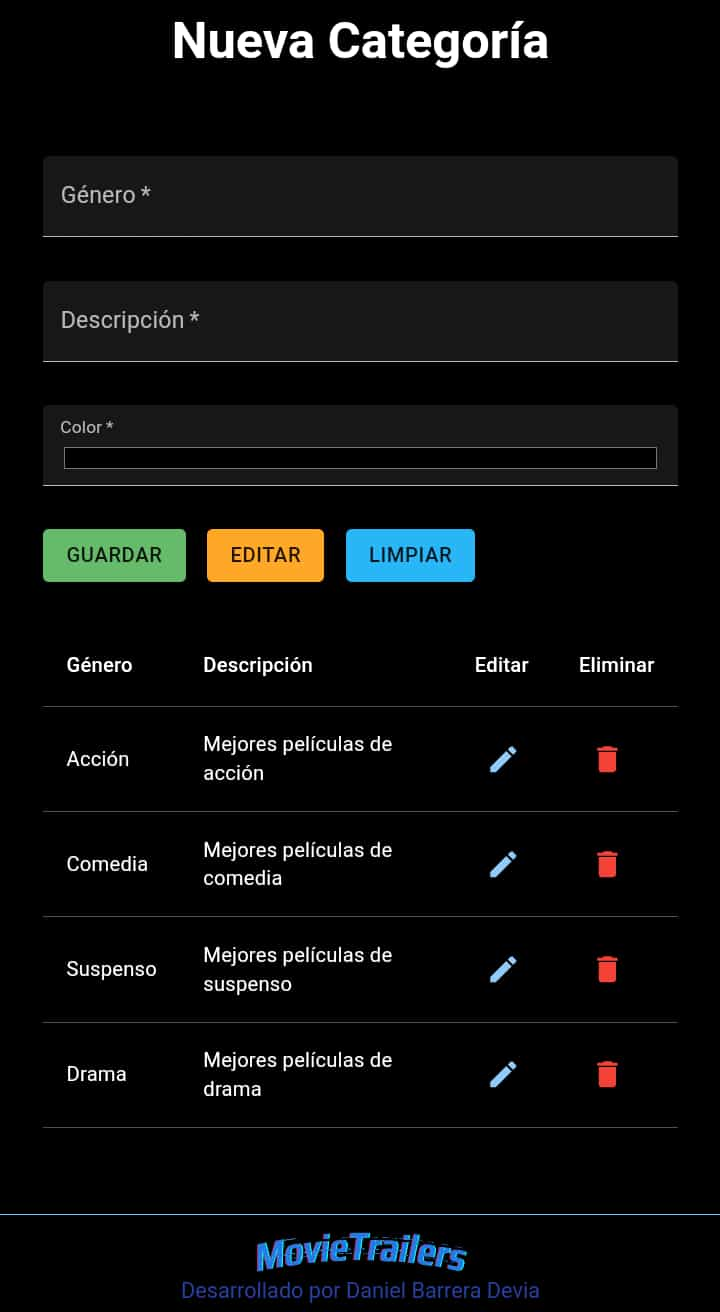 Nueva Categoría
Género *
Descripción *
Color *
GUARDAR EDITAR LIMPIAR
Género Descripción Editar Eliminar
Acción Mejores películas de
acción
Comedia Mejores películas de
comedia
Suspenso Mejores películas de
suspenso
Drama Mejores películas de
drama
MovieTrailers
Desarrollado por Daniel Barrera Devia